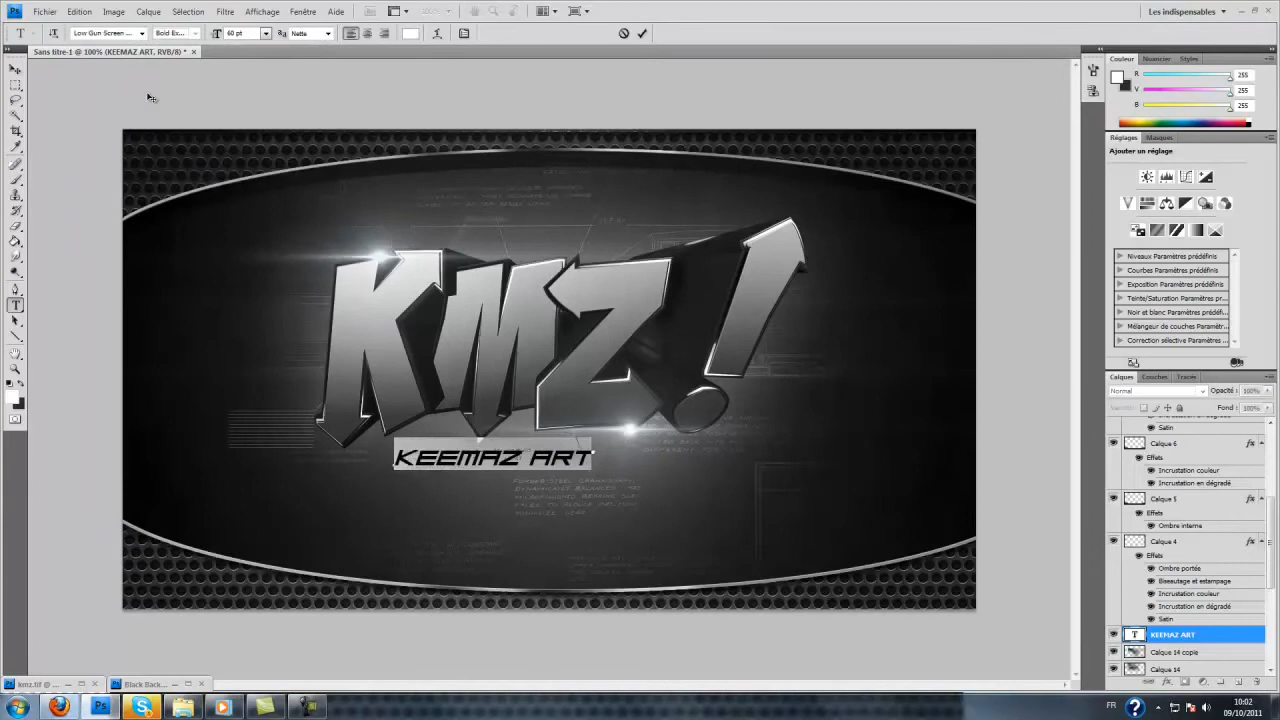 Fichier Edition Image Calque Sélection Filtre Affichage Fenêtre Aide
Les indispensables
Low Gun Screen ... Bold Ex... 60 pt Nette
Sans titre-1 @ 100% (KEEMAZ ART, RVB/8) *
Couleur Nuancier Styles
R 255
V 255
B 255
Réglages Masques
Ajouter un réglage
Niveaux Paramètres prédéfinis
Courbes Paramètres prédéfinis
Exposition Paramètres prédéfinis
Teinte/Saturation Paramètres pr...
Noir et blanc Paramètres prédéfi...
Mélangeur de couches Paramétr...
Correction sélective Paramètres ...
KMZ!
KEEMAZ ART
Calques Couches Tracés
Normal Opacité : 100%
Fond : 100%
Satin
Calque 6 fx
Effets
Incrustation couleur
Incrustation en dégradé
Calque 5 fx
Effets
Ombre interne
Calque 4 fx
Effets
Ombre portée
Biseautage et estampage
Incrustation couleur
Incrustation en dégradé
Satin
T KEEMAZ ART
Calque 14 copie
Calque 14
kmz.tif @ ... Black Back...
FR 10:02
09/10/2011